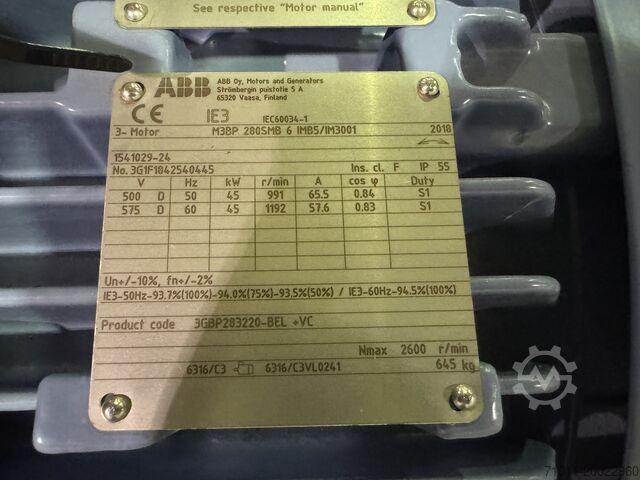 See respective "Motor manual"
ABB ABB Oy, Motors and Generators
Strömbergin puistotie 5 A
65320 Vaasa, Finland
CE IE3 IEC60034-1
3~ Motor M3BP 280SMB 6 IMB5/IM3001 2018
1541029-24
No. 3G1F1842540445 Ins. cl. F IP 55
V Hz kW r/min A cos φ Duty
500 D 50 45 991 65.5 0.84 S1
575 D 60 45 1192 57.6 0.83 S1
Un+/-10%, fn+/-2%
IE3-50Hz-93.7%(100%)-94.0%(75%)-93.5%(50%) / IE3-60Hz-94.5%(100%)
Product code 3GBP283220-BEL +VC
Nmax 2600 r/min
6316/C3 6316/C3VL0241 645 kg